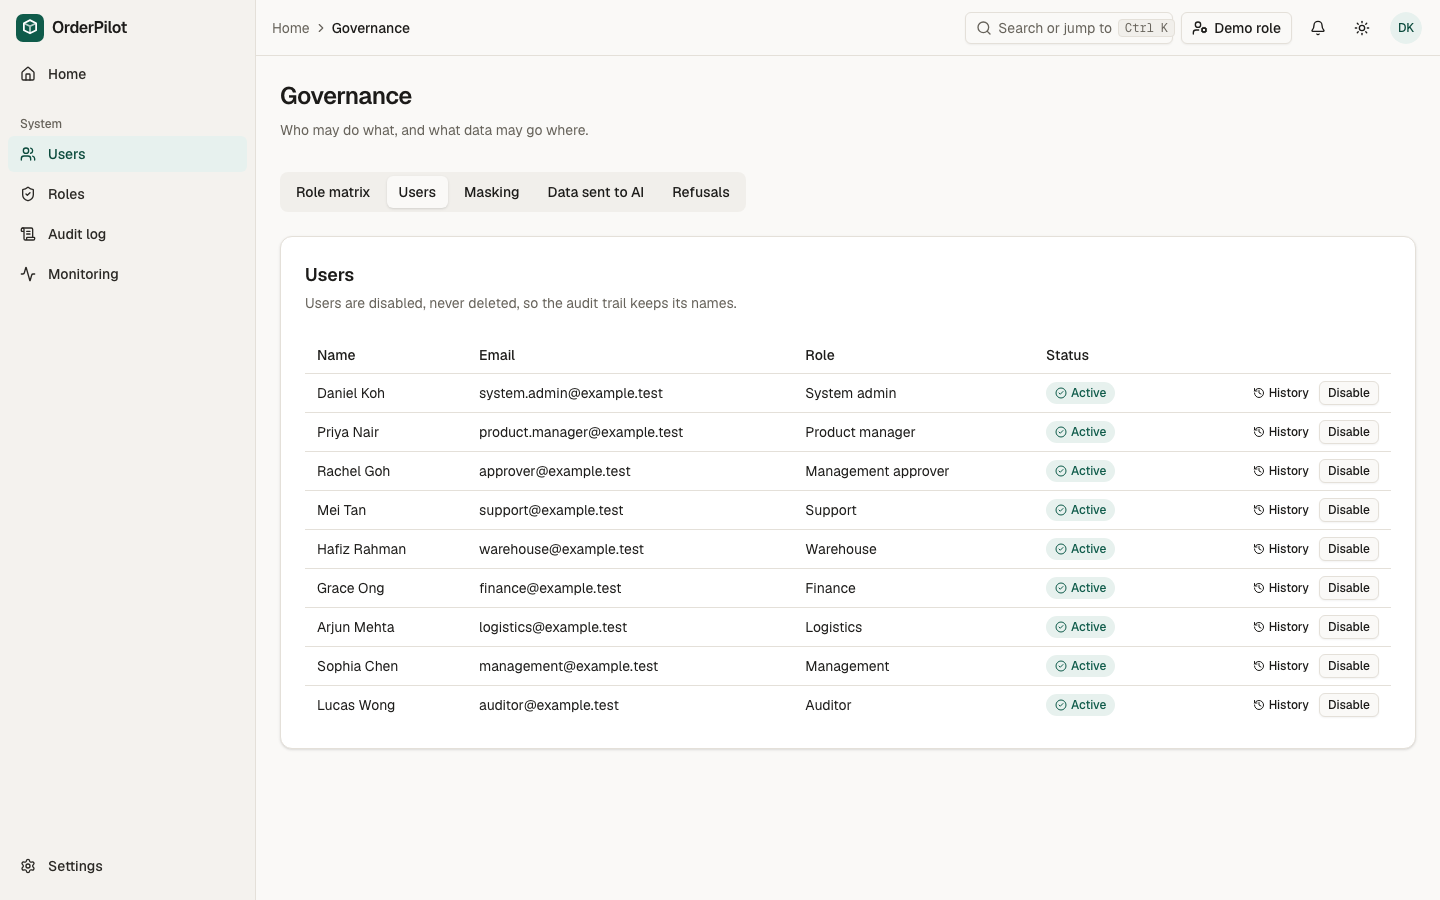 OrderPilot
Home
System
Users
Roles
Audit log
Monitoring
Settings
Home > Governance
Search or jump to Ctrl K
Demo role
DK
Governance
Who may do what, and what data may go where.
Role matrix Users Masking Data sent to AI Refusals
Users
Users are disabled, never deleted, so the audit trail keeps its names.
Name Email Role Status
Daniel Koh system.admin@example.test System admin Active History Disable
Priya Nair product.manager@example.test Product manager Active History Disable
Rachel Goh approver@example.test Management approver Active History Disable
Mei Tan support@example.test Support Active History Disable
Hafiz Rahman warehouse@example.test Warehouse Active History Disable
Grace Ong finance@example.test Finance Active History Disable
Arjun Mehta logistics@example.test Logistics Active History Disable
Sophia Chen management@example.test Management Active History Disable
Lucas Wong auditor@example.test Auditor Active History Disable